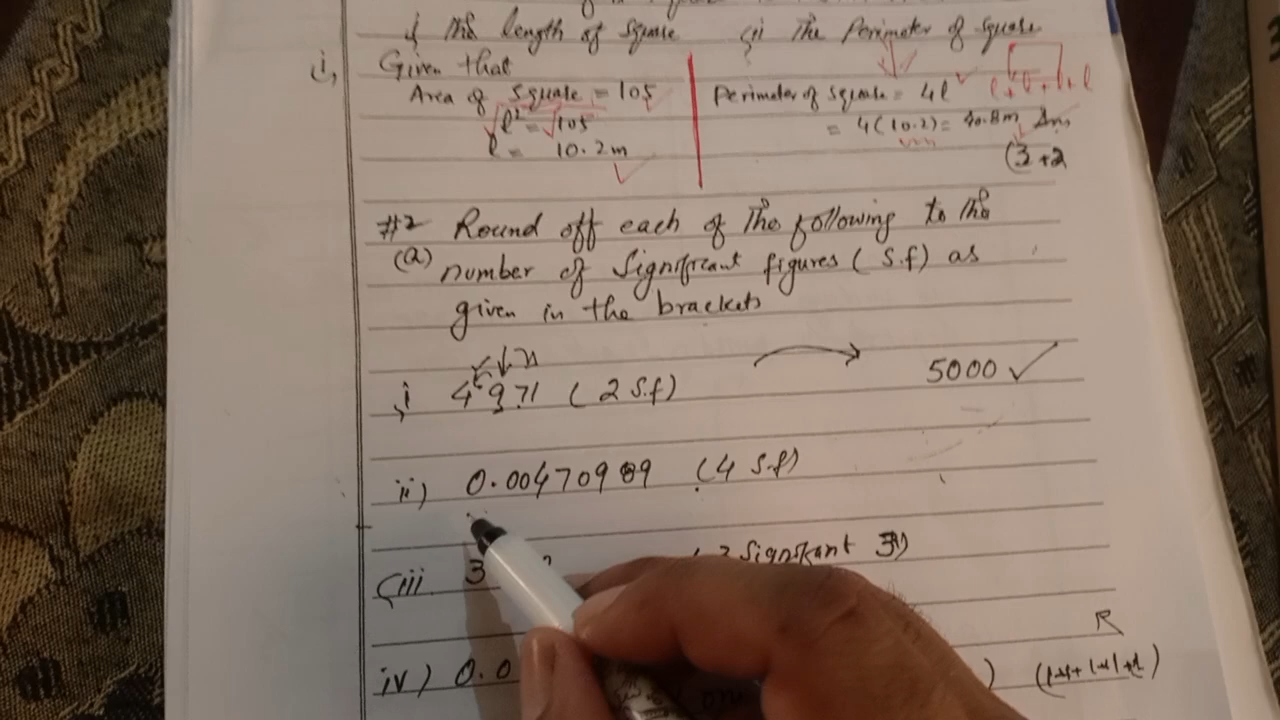 the length of square (ii The Perimeter of square
i, Given that
Area of square = 105
l² = √105
l = 10.2m
Perimeter of square = 4l
= 4(10.2) = 40.8m Ans
(3+2
l + l + l + l
#2 Round off each of the following to the
(a) number of significant figures (S.f) as
given in the brackets
i, 4971 (2 S.f) 5000 ✓
ii) 0.00470989 (4 S.f)
(iii 3
iv) 0.0
R